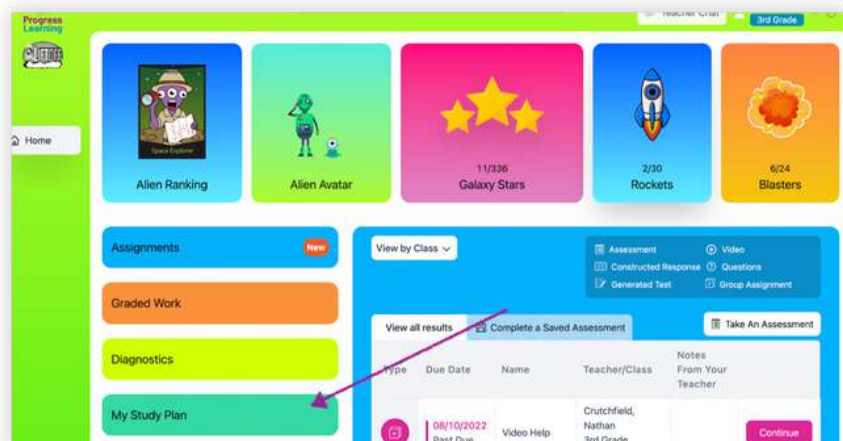 Progress
Learning
Teacher Chat
3rd Grade
Home
Space Explorer
Alien Ranking
Alien Avatar
11/336
Galaxy Stars
2/30
Rockets
6/24
Blasters
Assignments
New
Graded Work
Diagnostics
My Study Plan
View by Class
Assessment
Video
Constructed Response
Questions
Generated Test
Group Assignment
View all results
Complete a Saved Assessment
Take An Assessment
Type
Due Date
Name
Teacher/Class
Notes
From Your
Teacher
08/10/2022
Past Due
Video Help
Crutchfield,
Nathan
3rd Grade
Continue